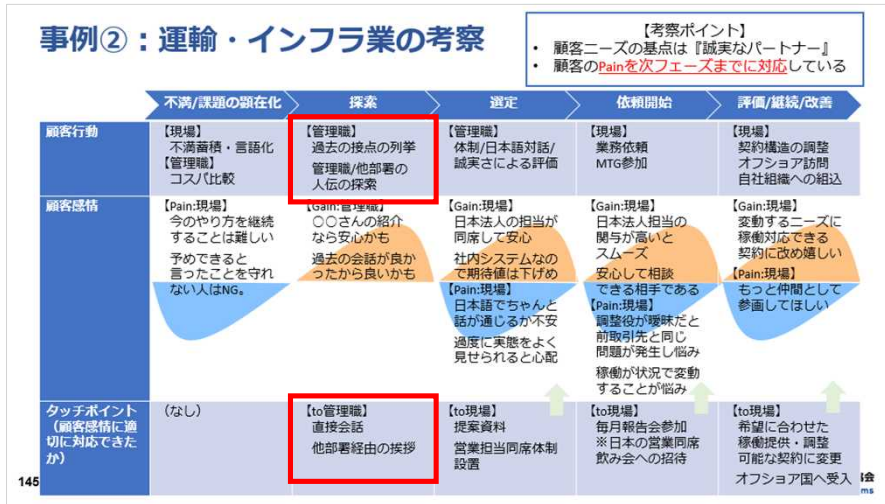 事例②：運輸・インフラ業の考察
【考察ポイント】
• 顧客ニーズの基点は『誠実なパートナー』
• 顧客のPainを次フェーズまでに対応している
不満/課題の顕在化
探索
選定
依頼開始
評価/継続/改善
顧客行動
【現場】
不満蓄積・言語化
【管理職】
コスパ比較
【管理職】
過去の接点の列挙
管理職/他部署の
人伝の探索
【管理職】
体制/日本語対話/
誠実さによる評価
【現場】
業務依頼
MTG参加
【現場】
契約構造の調整
オフショア訪問
自社組織への組込
顧客感情
【Pain:現場】
今のやり方を継続
することは難しい
予めできると
言ったことを守れ
ない人はNG。
【Gain:管理職】
〇〇さんの紹介
なら安心かも
過去の会話が良か
ったから良いかも
【Gain:現場】
日本法人の担当が
同席して安心
社内システムなの
で期待値は下げめ
【Pain:現場】
日本語でちゃんと
話が通じるか不安
過度に実態をよく
見せられると心配
【Gain:現場】
日本法人担当の
関与が高いと
スムーズ
安心して相談
できる相手である
【Pain:現場】
調整役が曖昧だと
前取引先と同じ
問題が発生し悩み
稼働が状況で変動
することが悩み
【Gain:現場】
変動するニーズに
稼働対応できる
契約に改め嬉しい
【Pain:現場】
もっと仲間として
参画してほしい
タッチポイント
（顧客感情に適
切に対応できた
か）
（なし）
【to管理職】
直接会話
他部署経由の挨拶
【to現場】
提案資料
営業担当同席体制
設置
【to現場】
毎月報告会参加
※日本の営業同席
飲み会への招待
【to現場】
希望に合わせた
稼働提供・調整
可能な契約に変更
オフショア国へ受入
145
会
ms